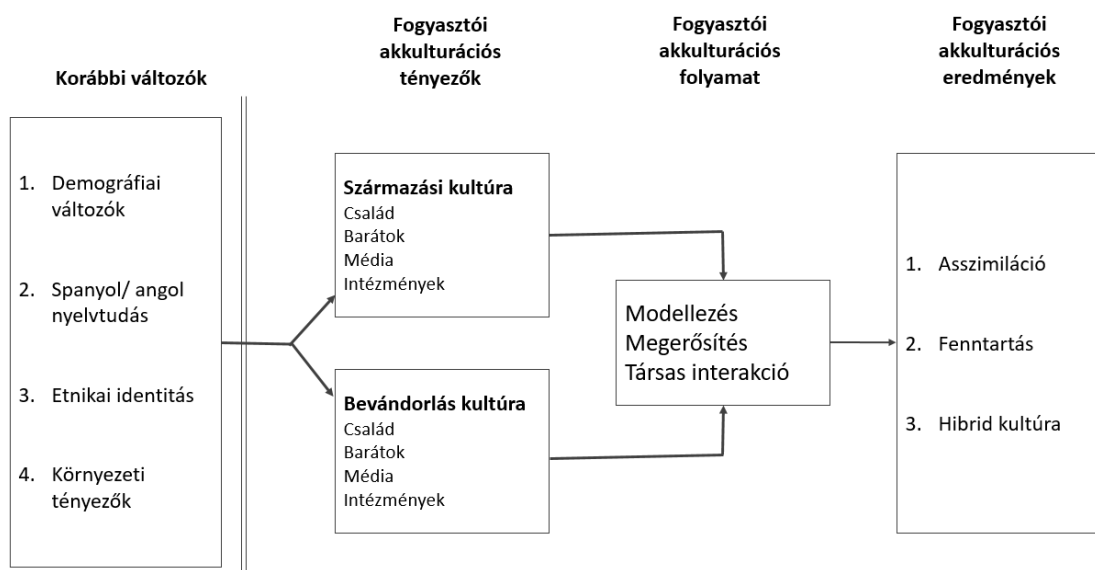 Korábbi változók
Fogyasztói
akkulturációs
tényezők
Fogyasztói
akkulturációs
folyamat
Fogyasztói
akkulturációs
eredmények
1. Demográfiai
változók
2. Spanyol/ angol
nyelvtudás
3. Etnikai identitás
4. Környezeti
tényezők
Származási kultúra
Család
Barátok
Média
Intézmények
Bevándorlás kultúra
Család
Barátok
Média
Intézmények
Modellezés
Megerősítés
Társas interakció
1. Asszimiláció
2. Fenntartás
3. Hibrid kultúra